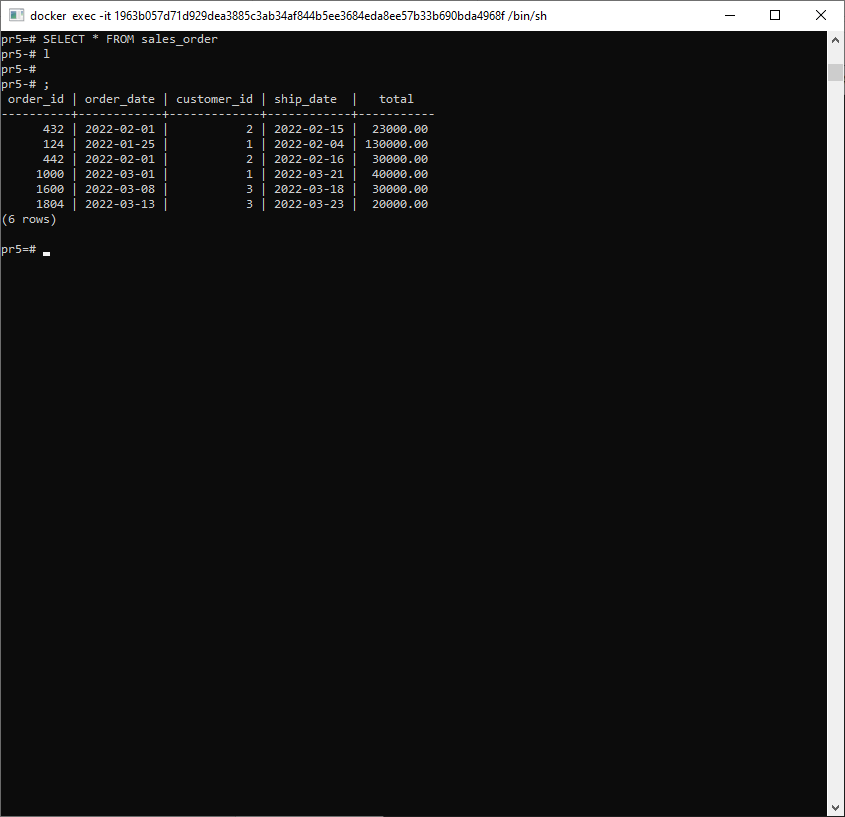 docker exec -it 1963b057d71d929dea3885c3ab34af844b5ee3684eda8ee57b33b690bda4968f /bin/sh
pr5=# SELECT * FROM sales_order
pr5-# l
pr5-#
pr5-# ;
 order_id | order_date | customer_id | ship_date  |   total
----------+------------+-------------+------------+-----------
      432 | 2022-02-01 |           2 | 2022-02-15 |  23000.00
      124 | 2022-01-25 |           1 | 2022-02-04 | 130000.00
      442 | 2022-02-01 |           2 | 2022-02-16 |  30000.00
     1000 | 2022-03-01 |           1 | 2022-03-21 |  40000.00
     1600 | 2022-03-08 |           3 | 2022-03-18 |  30000.00
     1804 | 2022-03-13 |           3 | 2022-03-23 |  20000.00
(6 rows)
pr5=#